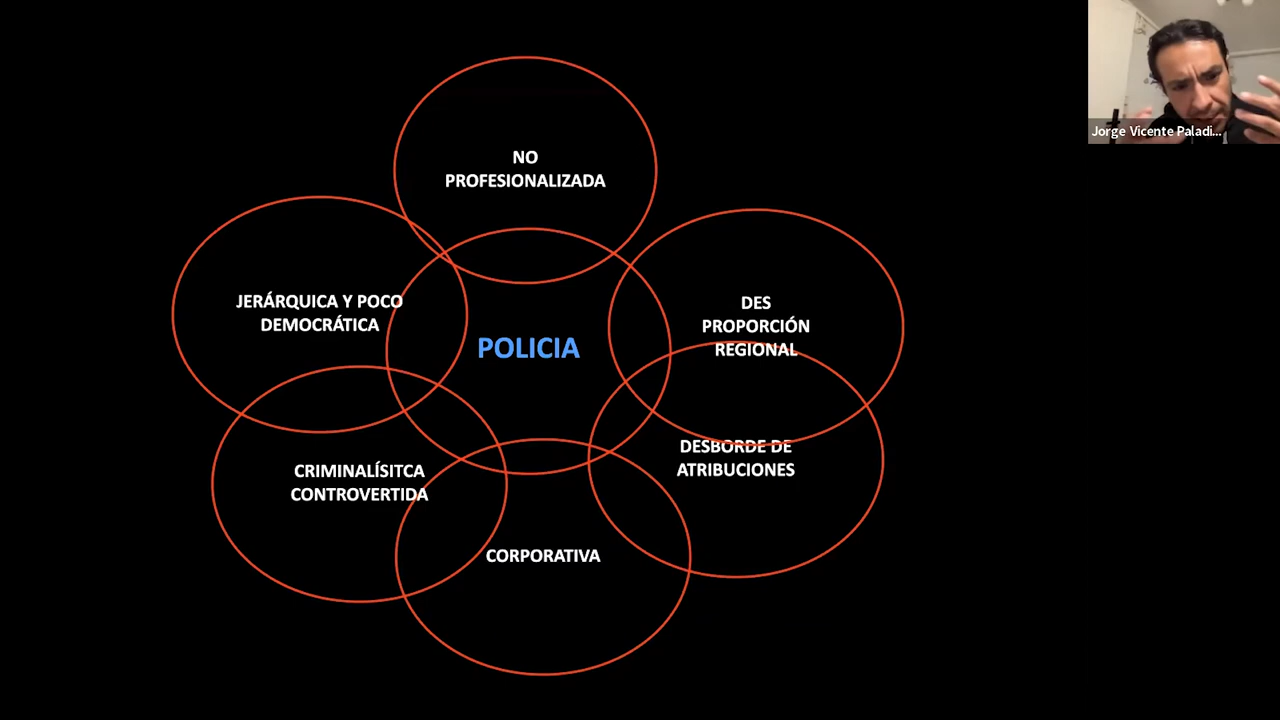 NO
PROFESIONALIZADA
JERÁRQUICA Y POCO
DEMOCRÁTICA
DES
PROPORCIÓN
REGIONAL
POLICIA
DESBORDE DE
ATRIBUCIONES
CRIMINALÍSITCA
CONTROVERTIDA
CORPORATIVA
Jorge Vicente Paladi...